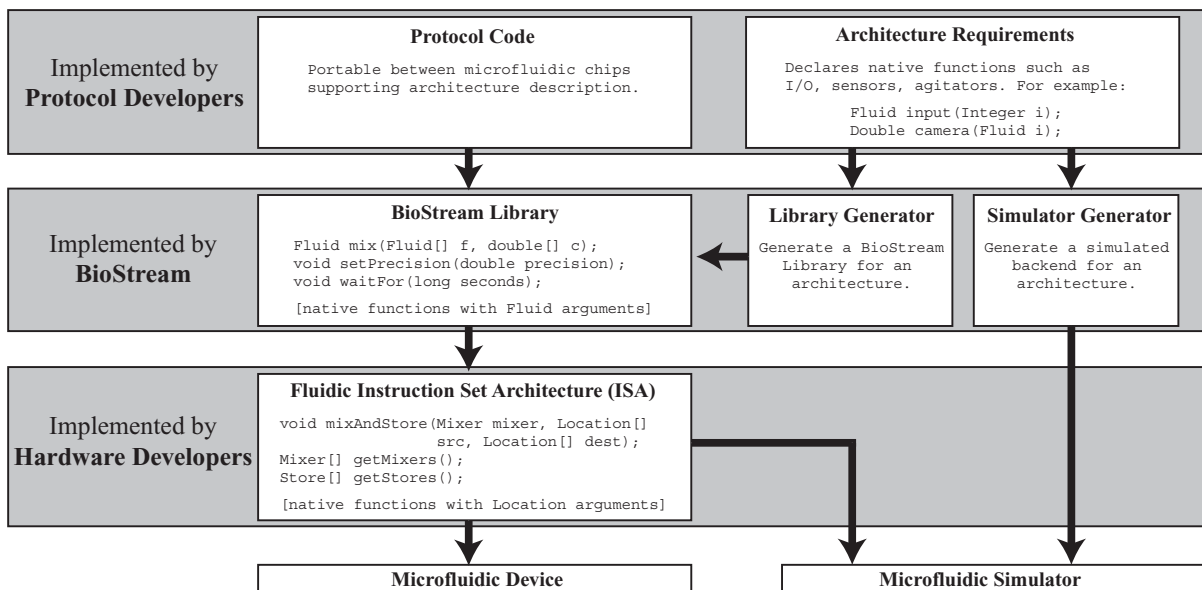 Implemented by
Protocol Developers
Protocol Code
Portable between microfluidic chips
supporting architecture description.
Architecture Requirements
Declares native functions such as
I/O, sensors, agitators. For example:
Fluid input(Integer i);
Double camera(Fluid i);
Implemented by
BioStream
BioStream Library
Fluid mix(Fluid[] f, double[] c);
void setPrecision(double precision);
void waitFor(long seconds);
[native functions with Fluid arguments]
Library Generator
Generate a BioStream
Library for an
architecture.
Simulator Generator
Generate a simulated
backend for an
architecture.
Implemented by
Hardware Developers
Fluidic Instruction Set Architecture (ISA)
void mixAndStore(Mixer mixer, Location[]
src, Location[] dest);
Mixer[] getMixers();
Store[] getStores();
[native functions with Location arguments]
Microfluidic Device
Microfluidic Simulator